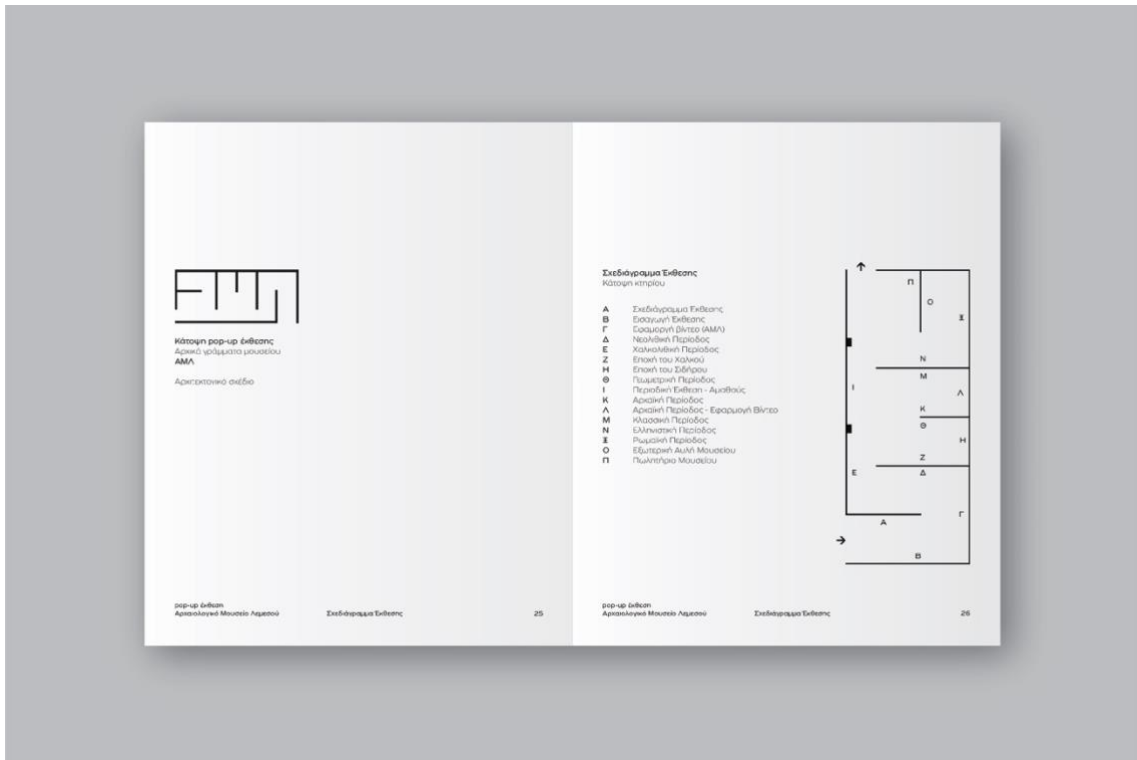 Κάτοψη pop-up έκθεσης
Αρχικά γράμματα μουσείου
ΑΜΛ
Αρχιτεκτονικό σχέδιο
pop-up έκθεση
Αρχαιολογικό Μουσείο Λεμεσού
Σχεδιάγραμμα Έκθεσης
25
Σχεδιάγραμμα Έκθεσης
Κάτοψη κτηρίου
Α Σχεδιάγραμμα Έκθεσης
Β Εισαγωγή Έκθεσης
Γ Εφαμοργή βίντεο (ΑΜΛ)
Δ Νεολιθική Περίοδος
Ε Χαλκολιθική Περίοδος
Ζ Εποχή του Χαλκού
Η Εποχή του Σιδήρου
Θ Γεωμετρική Περίοδος
Ι Περιοδική Έκθεση - Αμαθούς
Κ Αρχαϊκή Περίοδος
Λ Αρχαϊκή Περίοδος - Εφαρμογή Βίντεο
Μ Κλασσική Περίοδος
Ν Ελληνιστική Περίοδος
Ξ Ρωμαϊκή Περίοδος
Ο Εξωτερική Αυλή Μουσείου
Π Πωλητήριο Μουσείου
Π
Ο
Ξ
Ν
Μ
Ι
Λ
Κ
Θ
Η
Ζ
Ε
Δ
Γ
Α
Β
pop-up έκθεση
Αρχαιολογικό Μουσείο Λεμεσού
Σχεδιάγραμμα Έκθεσης
26